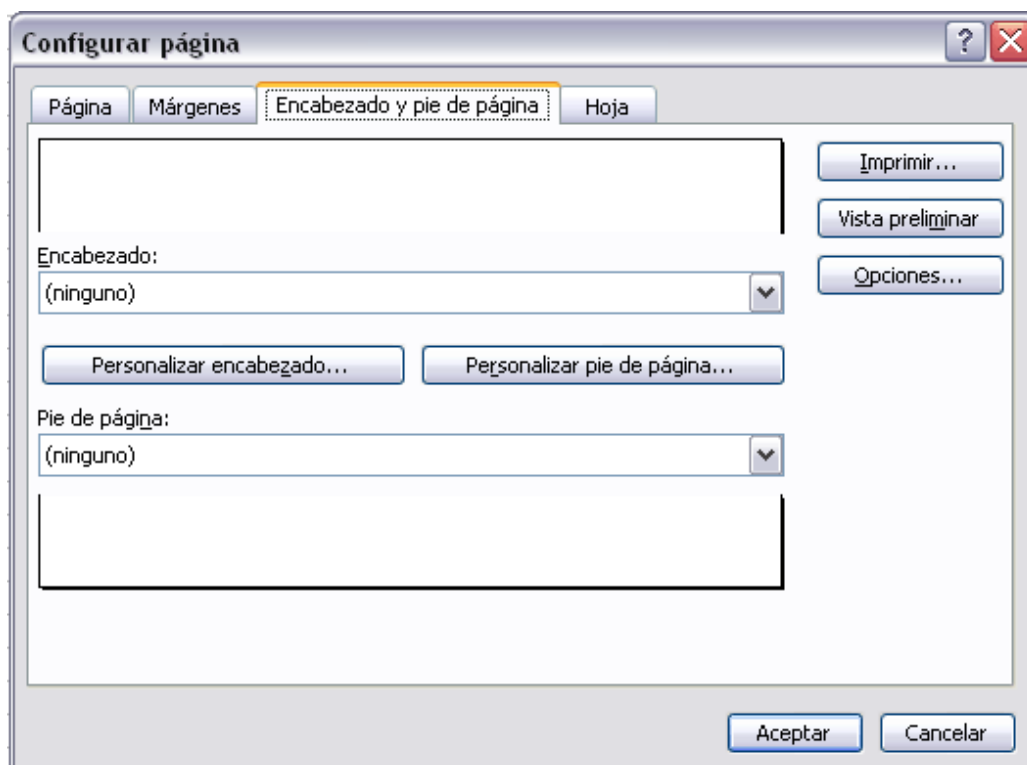 Configurar página
?
Página Márgenes Encabezado y pie de página Hoja
Imprimir...
Vista preliminar
Encabezado:
Opciones...
(ninguno)
Personalizar encabezado... Personalizar pie de página...
Pie de página:
(ninguno)
Aceptar Cancelar